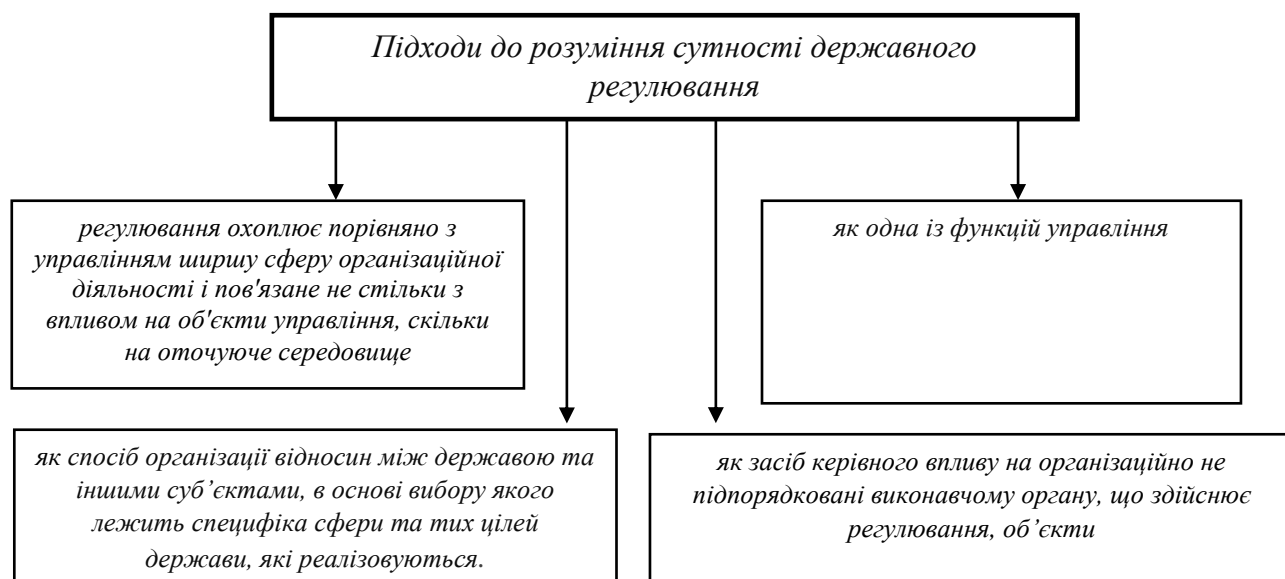 Підходи до розуміння сутності державного
регулювання
регулювання охоплює порівняно з
управлінням ширшу сферу організаційної
діяльності і пов'язане не стільки з
впливом на об'єкти управління, скільки
на оточуюче середовище
як одна із функцій управління
як спосіб організації відносин між державою та
іншими суб’єктами, в основі вибору якого
лежить специфіка сфери та тих цілей
держави, які реалізовуються.
як засіб керівного впливу на організаційно не
підпорядковані виконавчому органу, що здійснює
регулювання, об’єкти